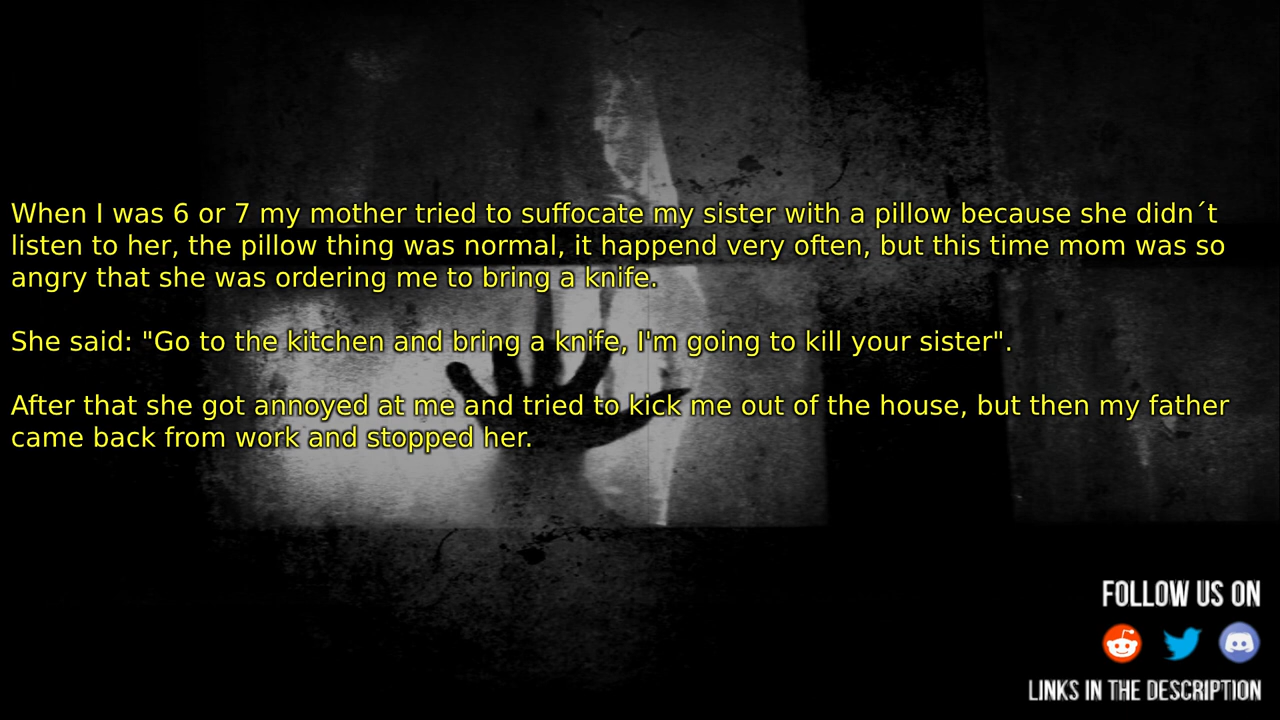 When I was 6 or 7 my mother tried to suffocate my sister with a pillow because she didn´t
listen to her, the pillow thing was normal, it happend very often, but this time mom was so
angry that she was ordering me to bring a knife.
She said: "Go to the kitchen and bring a knife, I'm going to kill your sister".
After that she got annoyed at me and tried to kick me out of the house, but then my father
came back from work and stopped her.
FOLLOW US ON
LINKS IN THE DESCRIPTION